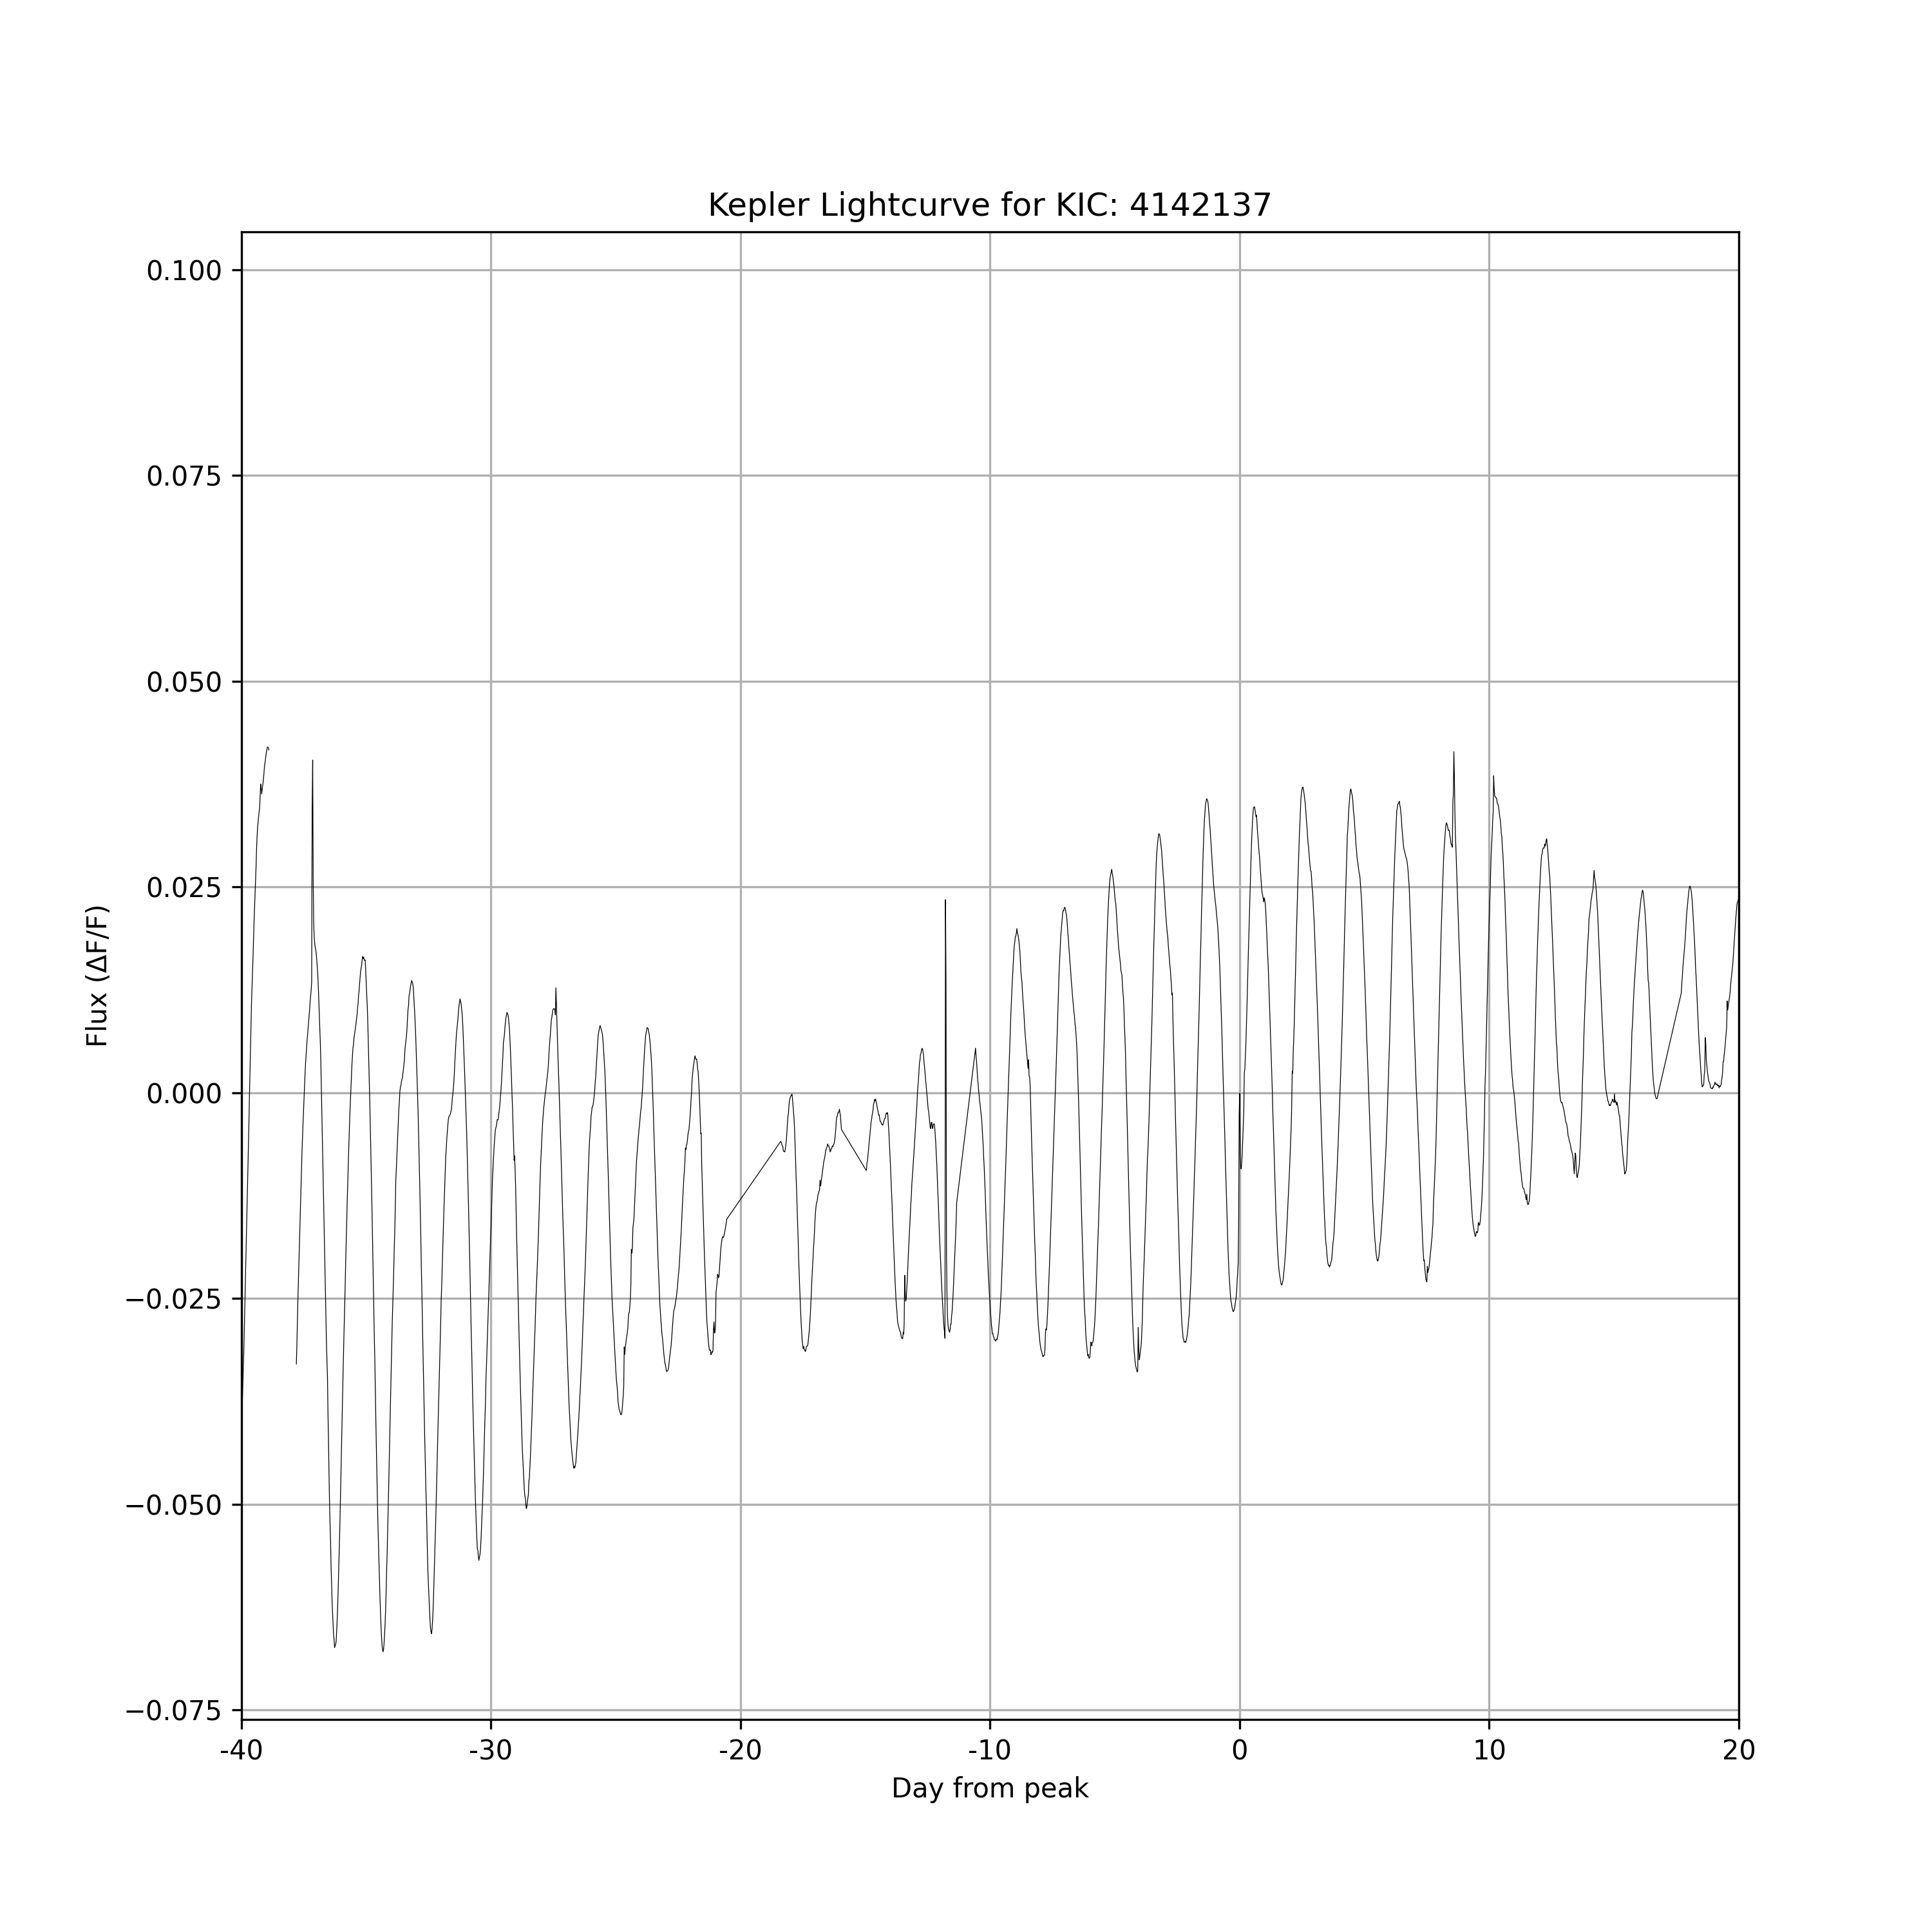 Kepler Lightcurve for KIC: 4142137
0.100
0.075
0.050
0.025
0.000
−0.025
−0.050
−0.075
Flux (ΔF/F)
-40 -30 -20 -10 0 10 20
Day from peak